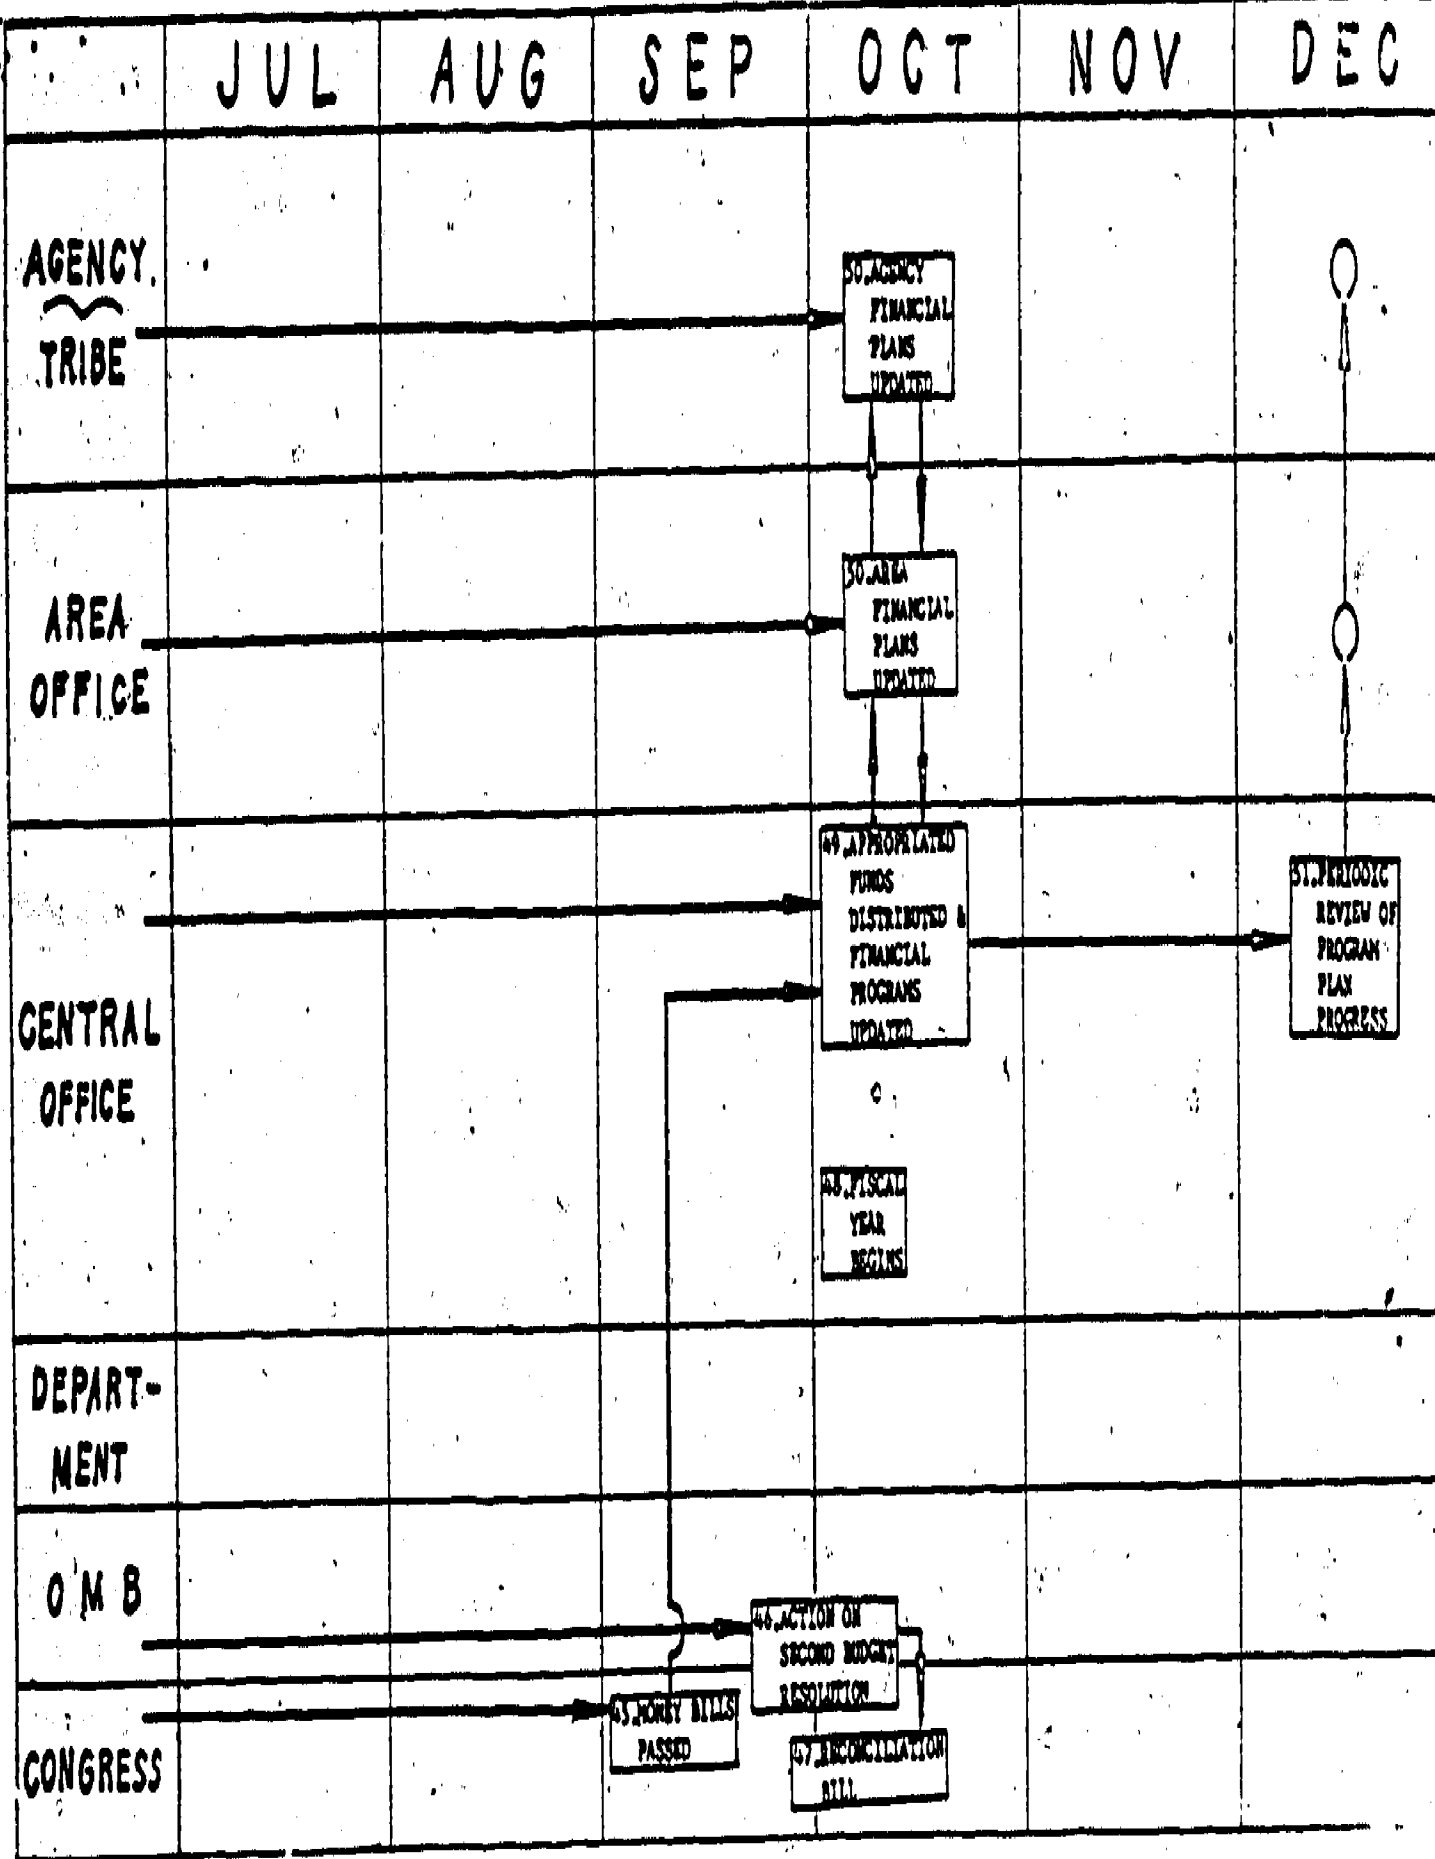 JUL AUG SEP OCT NOV DEC
AGENCY
TRIBE
50.AGENCY
FINANCIAL
PLANS
UPDATED
AREA
OFFICE
50.AREA
FINANCIAL
PLANS
UPDATED
CENTRAL
OFFICE
49.APPROPRIATED
FUNDS
DISTRIBUTED &
FINANCIAL
PROGRAMS
UPDATED
51.PERIODIC
REVIEW OF
PROGRAM
PLAN
PROGRESS
48.FISCAL
YEAR
BEGINS
DEPART-
MENT
OMB
46.ACTION ON
SECOND BUDGET
RESOLUTION
CONGRESS
45.MONEY BILLS
PASSED
47.RECONCILIATION
BILL